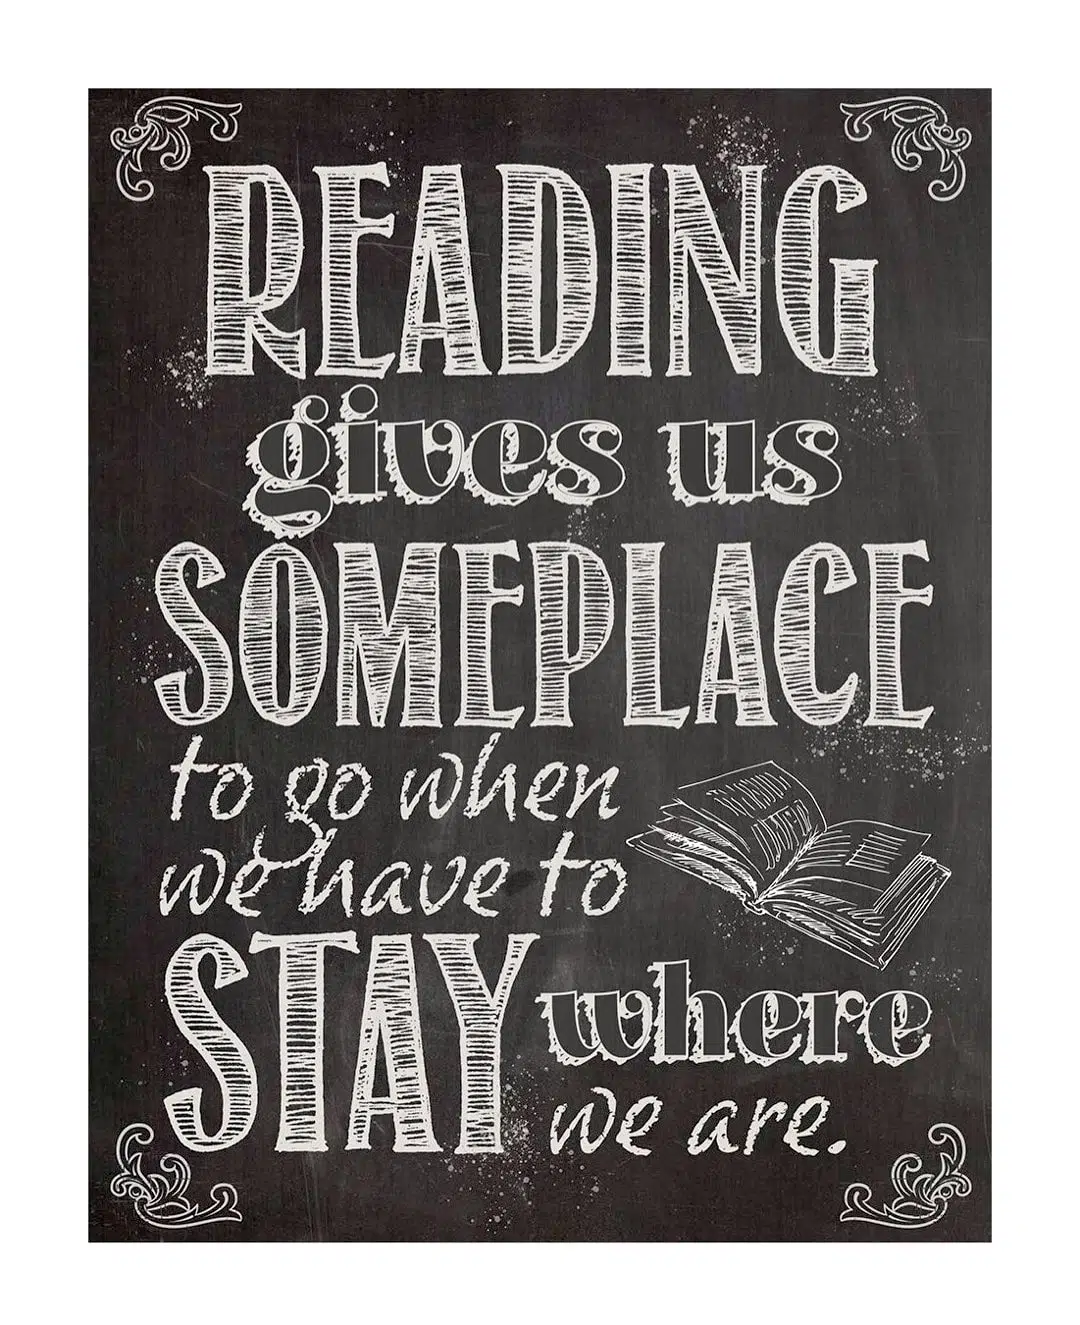 READING
gives us
SOMEPLACE
to go when
we have to
STAY where
we are.